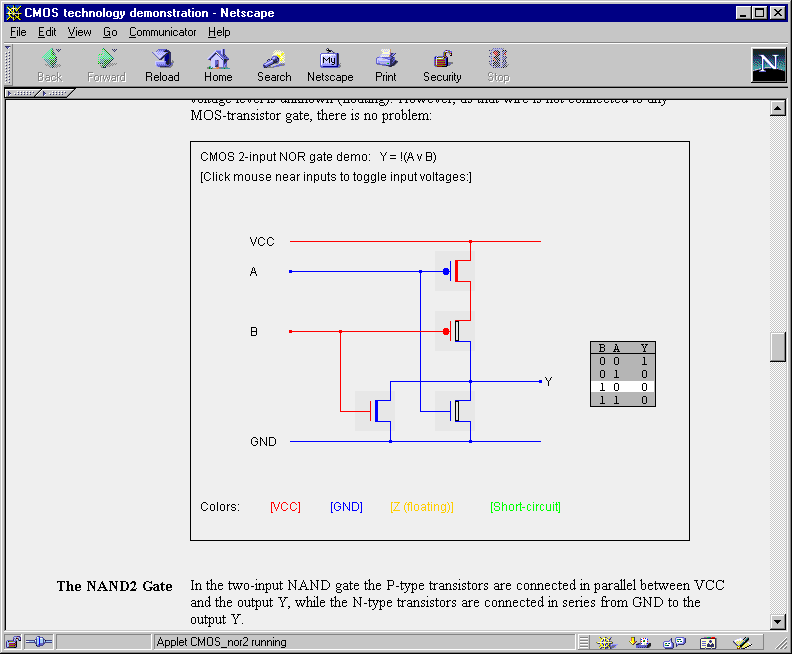 CMOS technology demonstration - Netscape
File Edit View Go Communicator Help
Back Forward Reload Home Search Netscape Print Security Stop
My
N
voltage level is unknown (floating). However, as that wire is not connected to any
MOS-transistor gate, there is no problem:
CMOS 2-input NOR gate demo: Y = !(A v B)
[Click mouse near inputs to toggle input voltages:]
VCC
A
B
B A Y
0 0 1
0 1 0
1 0 0
1 1 0
Y
GND
Colors: [VCC] [GND] [Z (floating)] [Short-circuit]
The NAND2 Gate
In the two-input NAND gate the P-type transistors are connected in parallel between VCC
and the output Y, while the N-type transistors are connected in series from GND to the
output Y.
Applet CMOS_nor2 running